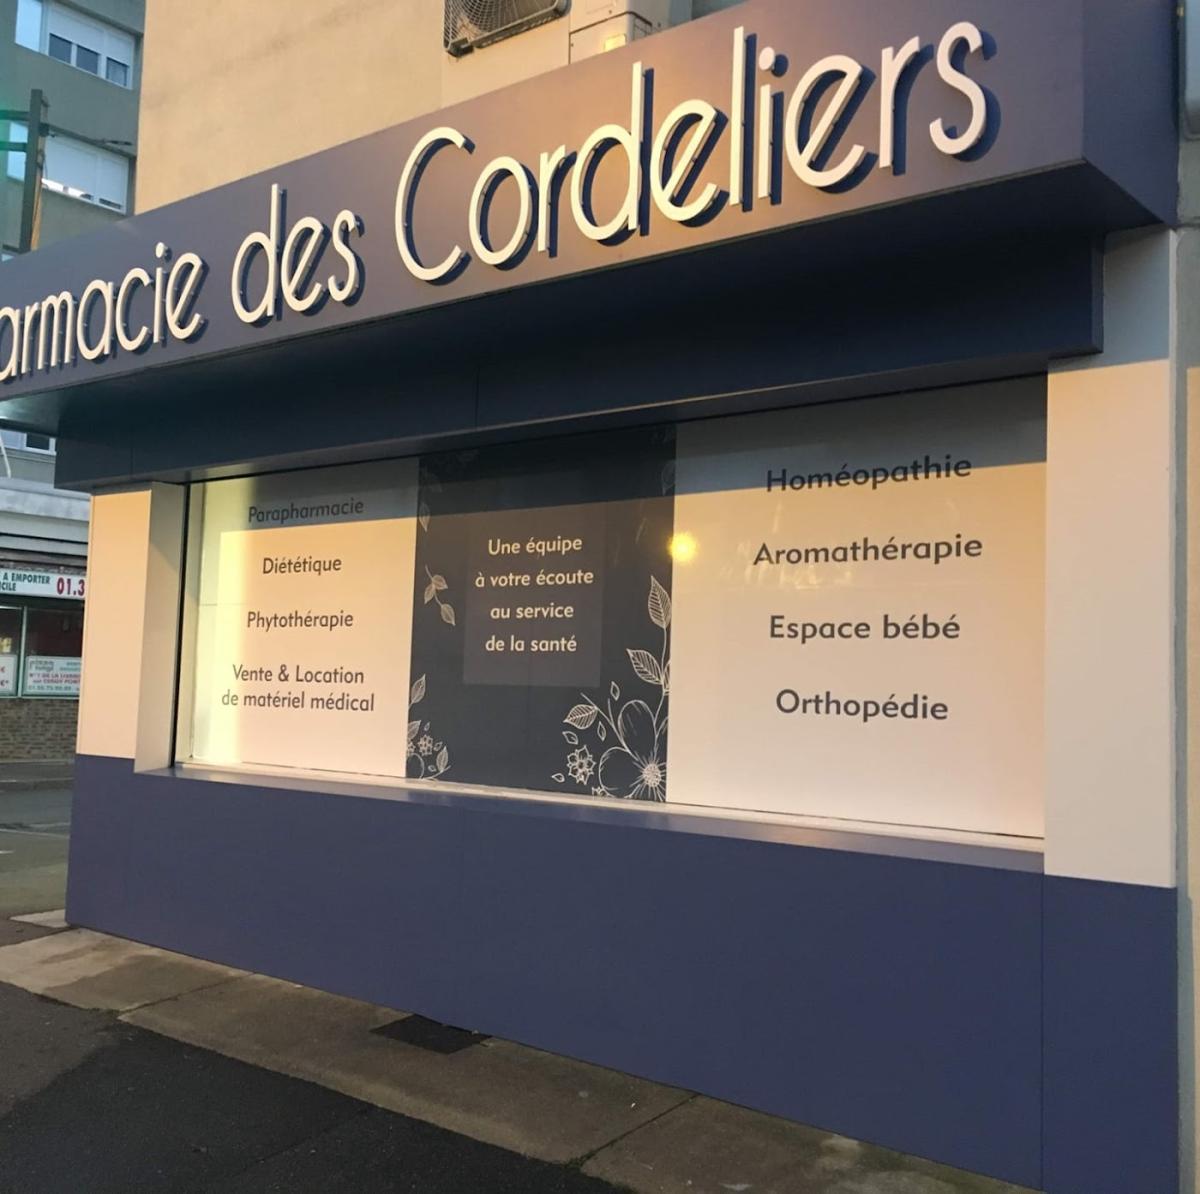 armacie des Cordeliers
Parapharmacie
Diététique
Phytothérapie
Vente & Location
de matériel médical
Une équipe
à votre écoute
au service
de la santé
Homéopathie
Aromathérapie
Espace bébé
Orthopédie
A EMPORTER
CILE
01.3